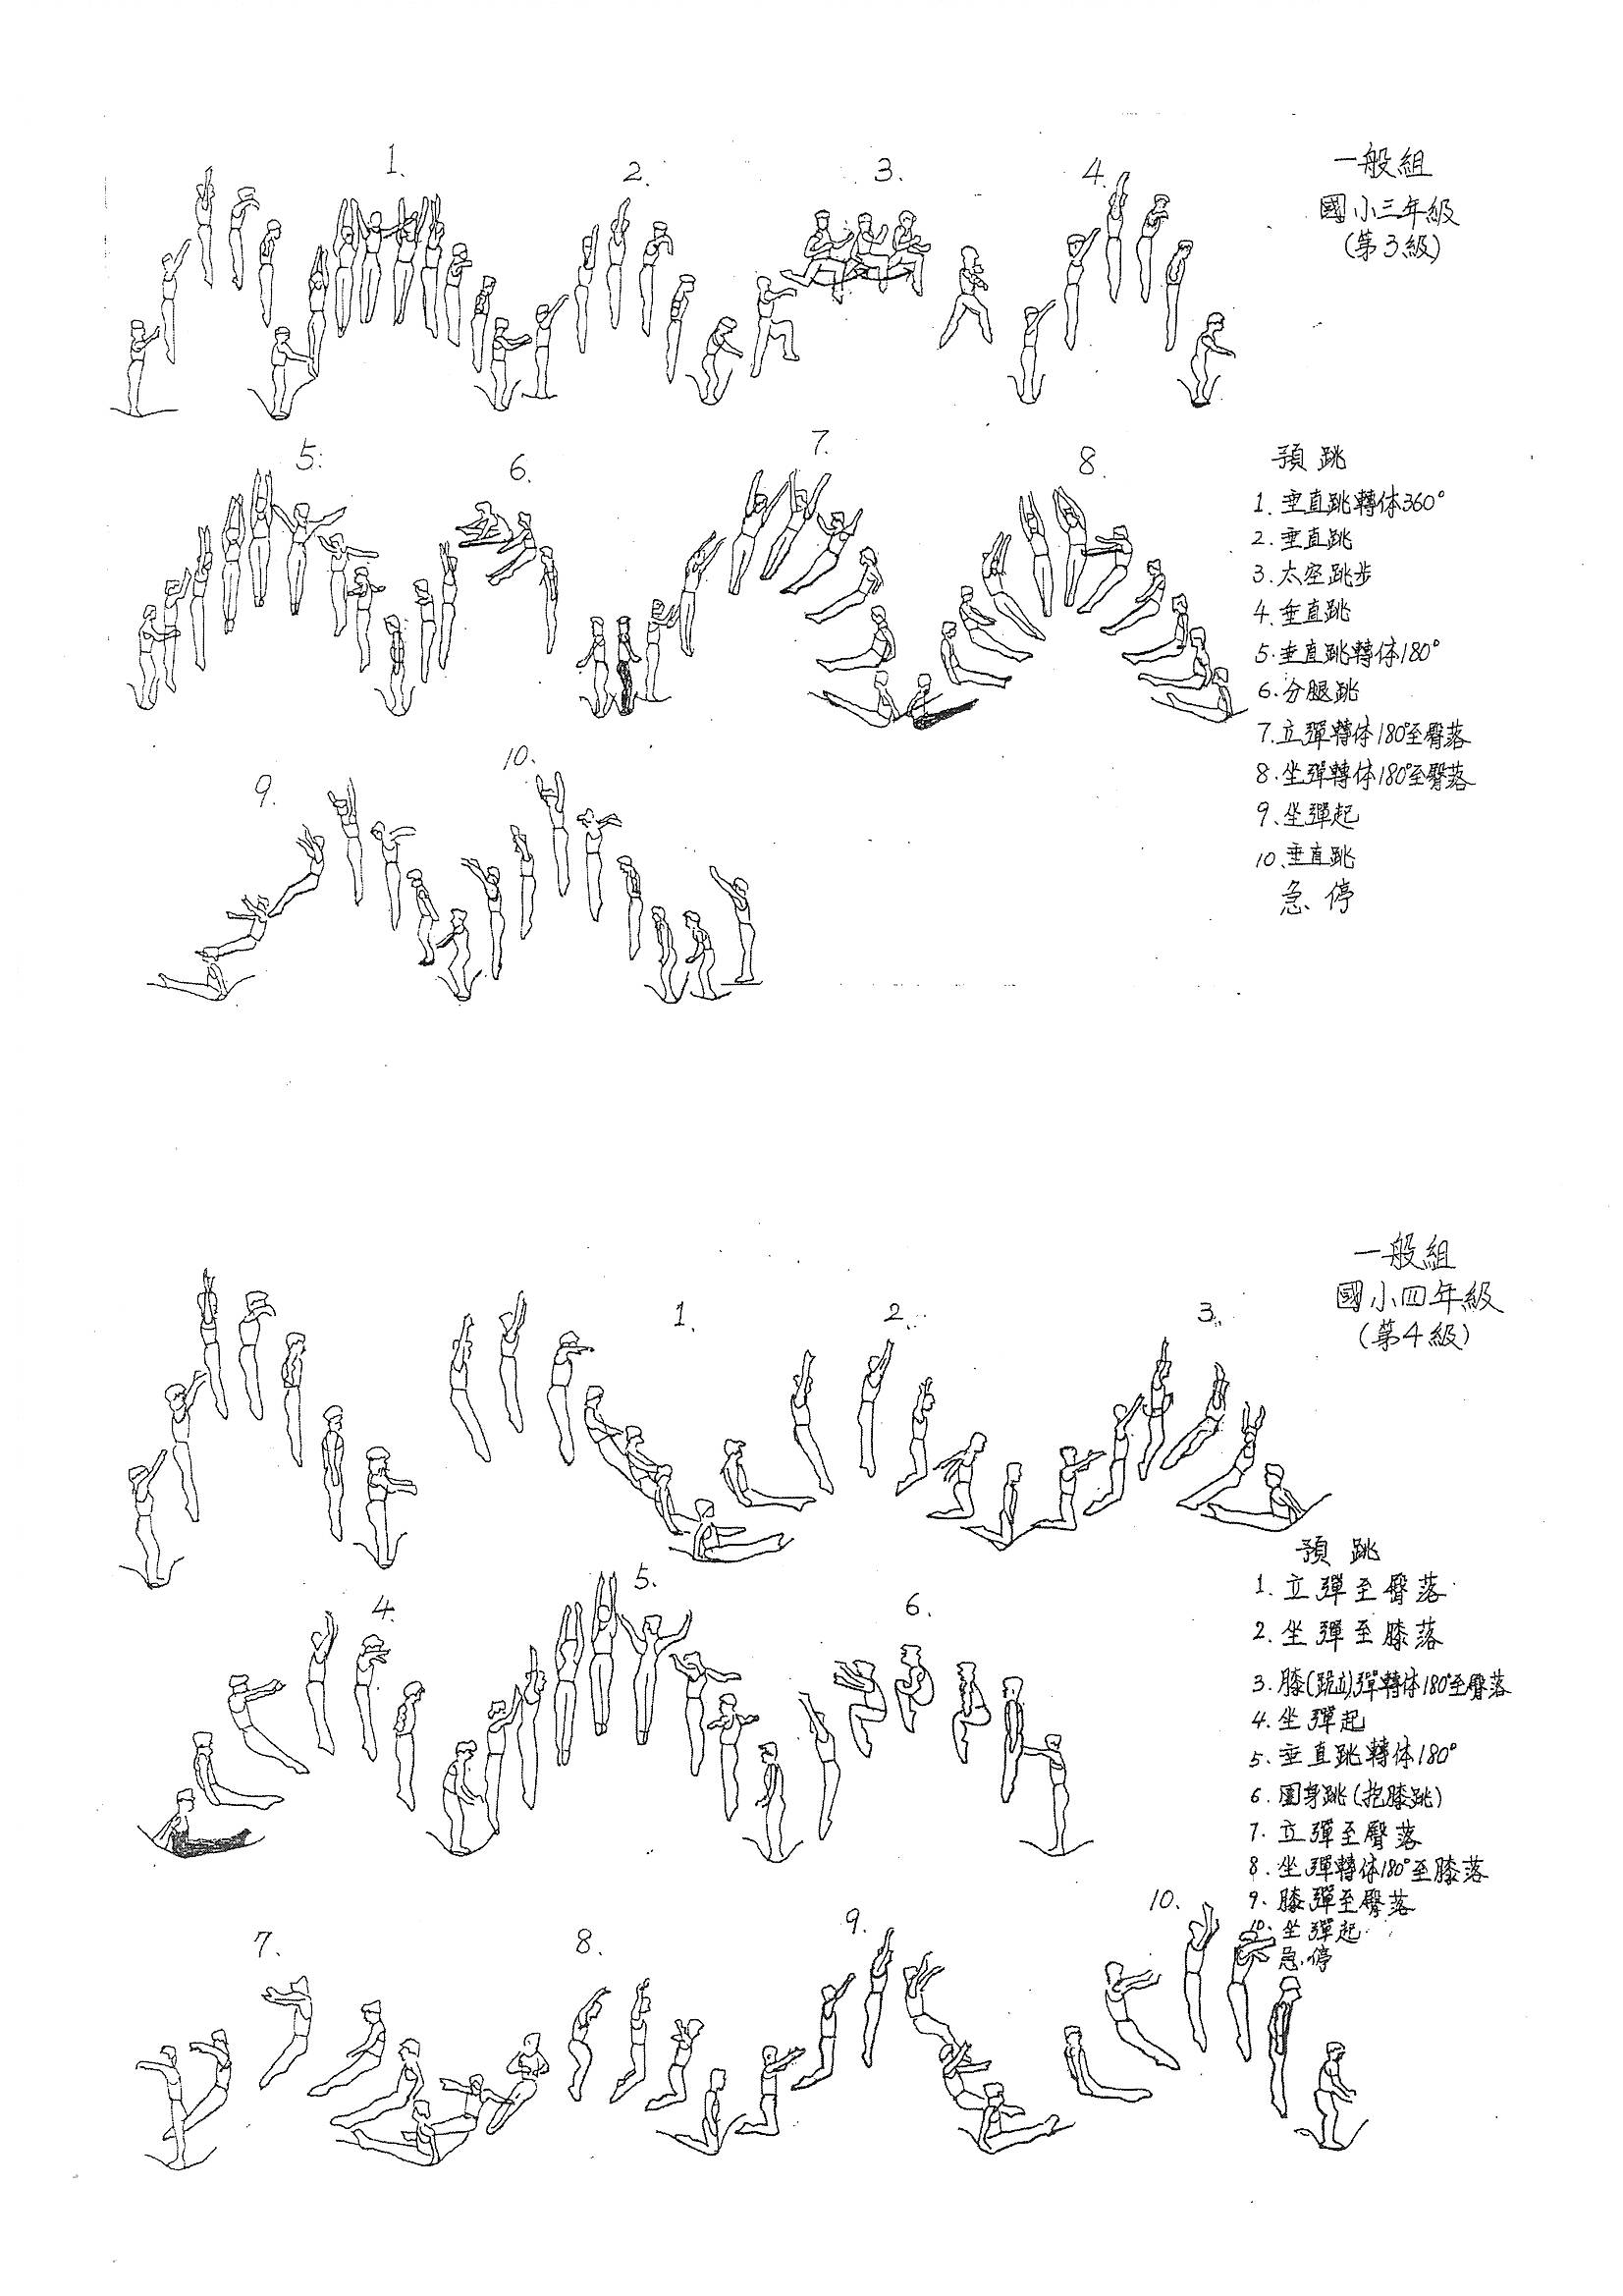 1.
2.
3.
4.
一般組
國小三年級
(第3級)
5.
6.
7.
8.
預跳
1. 垂直跳轉体360°
2. 垂直跳
3. 太空跳步
4. 垂直跳
5. 垂直跳轉体180°
6. 分腿跳
7. 立彈轉体180°至臀落
8. 坐彈轉体180°至臀落
9. 坐彈起
10. 垂直跳
急停
9.
10.
一般組
國小四年級
(第4級)
1.
2.
3.
預跳
1. 立彈至臀落
2. 坐彈至膝落
3. 膝(跪立)彈轉体180°至臀落
4. 坐彈起
5. 垂直跳轉体180°
6. 團身跳(抱膝跳)
7. 立彈至臀落
8. 坐彈轉体180°至膝落
9. 膝彈至臀落
10. 坐彈起
急停
4.
5.
6.
7.
8.
9.
10.